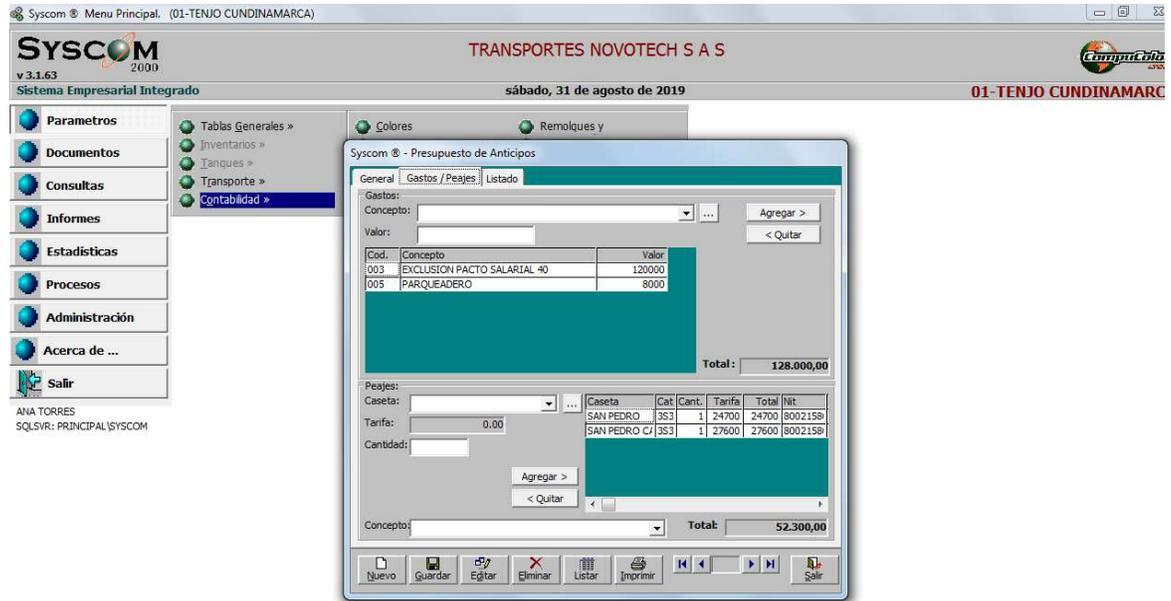 Syscom ® Menu Principal. (01-TENJO CUNDINAMARCA)
SYSCOM
2000
v 3.1.63
TRANSPORTES NOVOTECH S A S
Sistema Empresarial Integrado
sábado, 31 de agosto de 2019
01-TENJO CUNDINAMARC
Parametros
Documentos
Consultas
Informes
Estadísticas
Procesos
Administración
Acerca de ...
Salir
ANA TORRES
SQLSVR: PRINCIPAL\SYSCOM
Tablas Generales »
Inventarios »
Tanques »
Transporte »
Contabilidad »
Colores
Remolques y
Syscom ® - Presupuesto de Anticipos
General Gastos / Peajes Listado
Gastos:
Concepto: ... Agregar >
Valor: < Quitar
Cod. Concepto Valor
003 EXCLUSION PACTO SALARIAL 40 120000
005 PARQUEADERO 8000
Total : 128.000,00
Peajes:
Caseta: ...
Tarifa: 0.00
Cantidad:
Agregar >
< Quitar
Caseta Cat Cant. Tarifa Total Nit
SAN PEDRO 3S3 1 24700 24700 8002158
SAN PEDRO CA 3S3 1 27600 27600 8002158
Concepto: Total: 52.300,00
Nuevo Guardar Editar Eliminar Listar Imprimir Salir